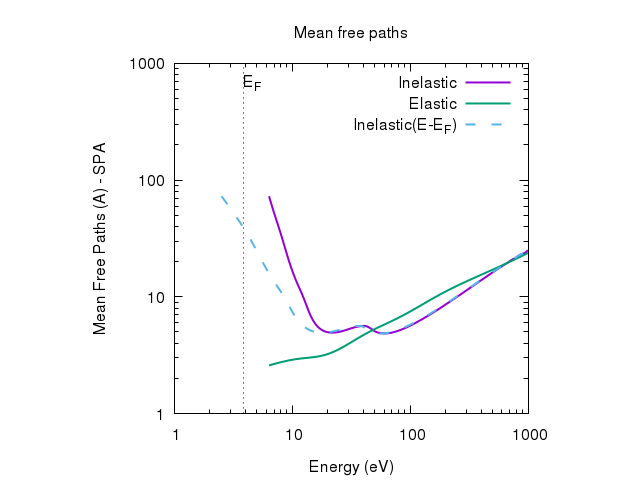 Mean free paths
1000
100
10
1
Mean Free Paths (A) - SPA
E_F
Inelastic
Elastic
Inelastic(E-E_F)
1 10 100 1000
Energy (eV)